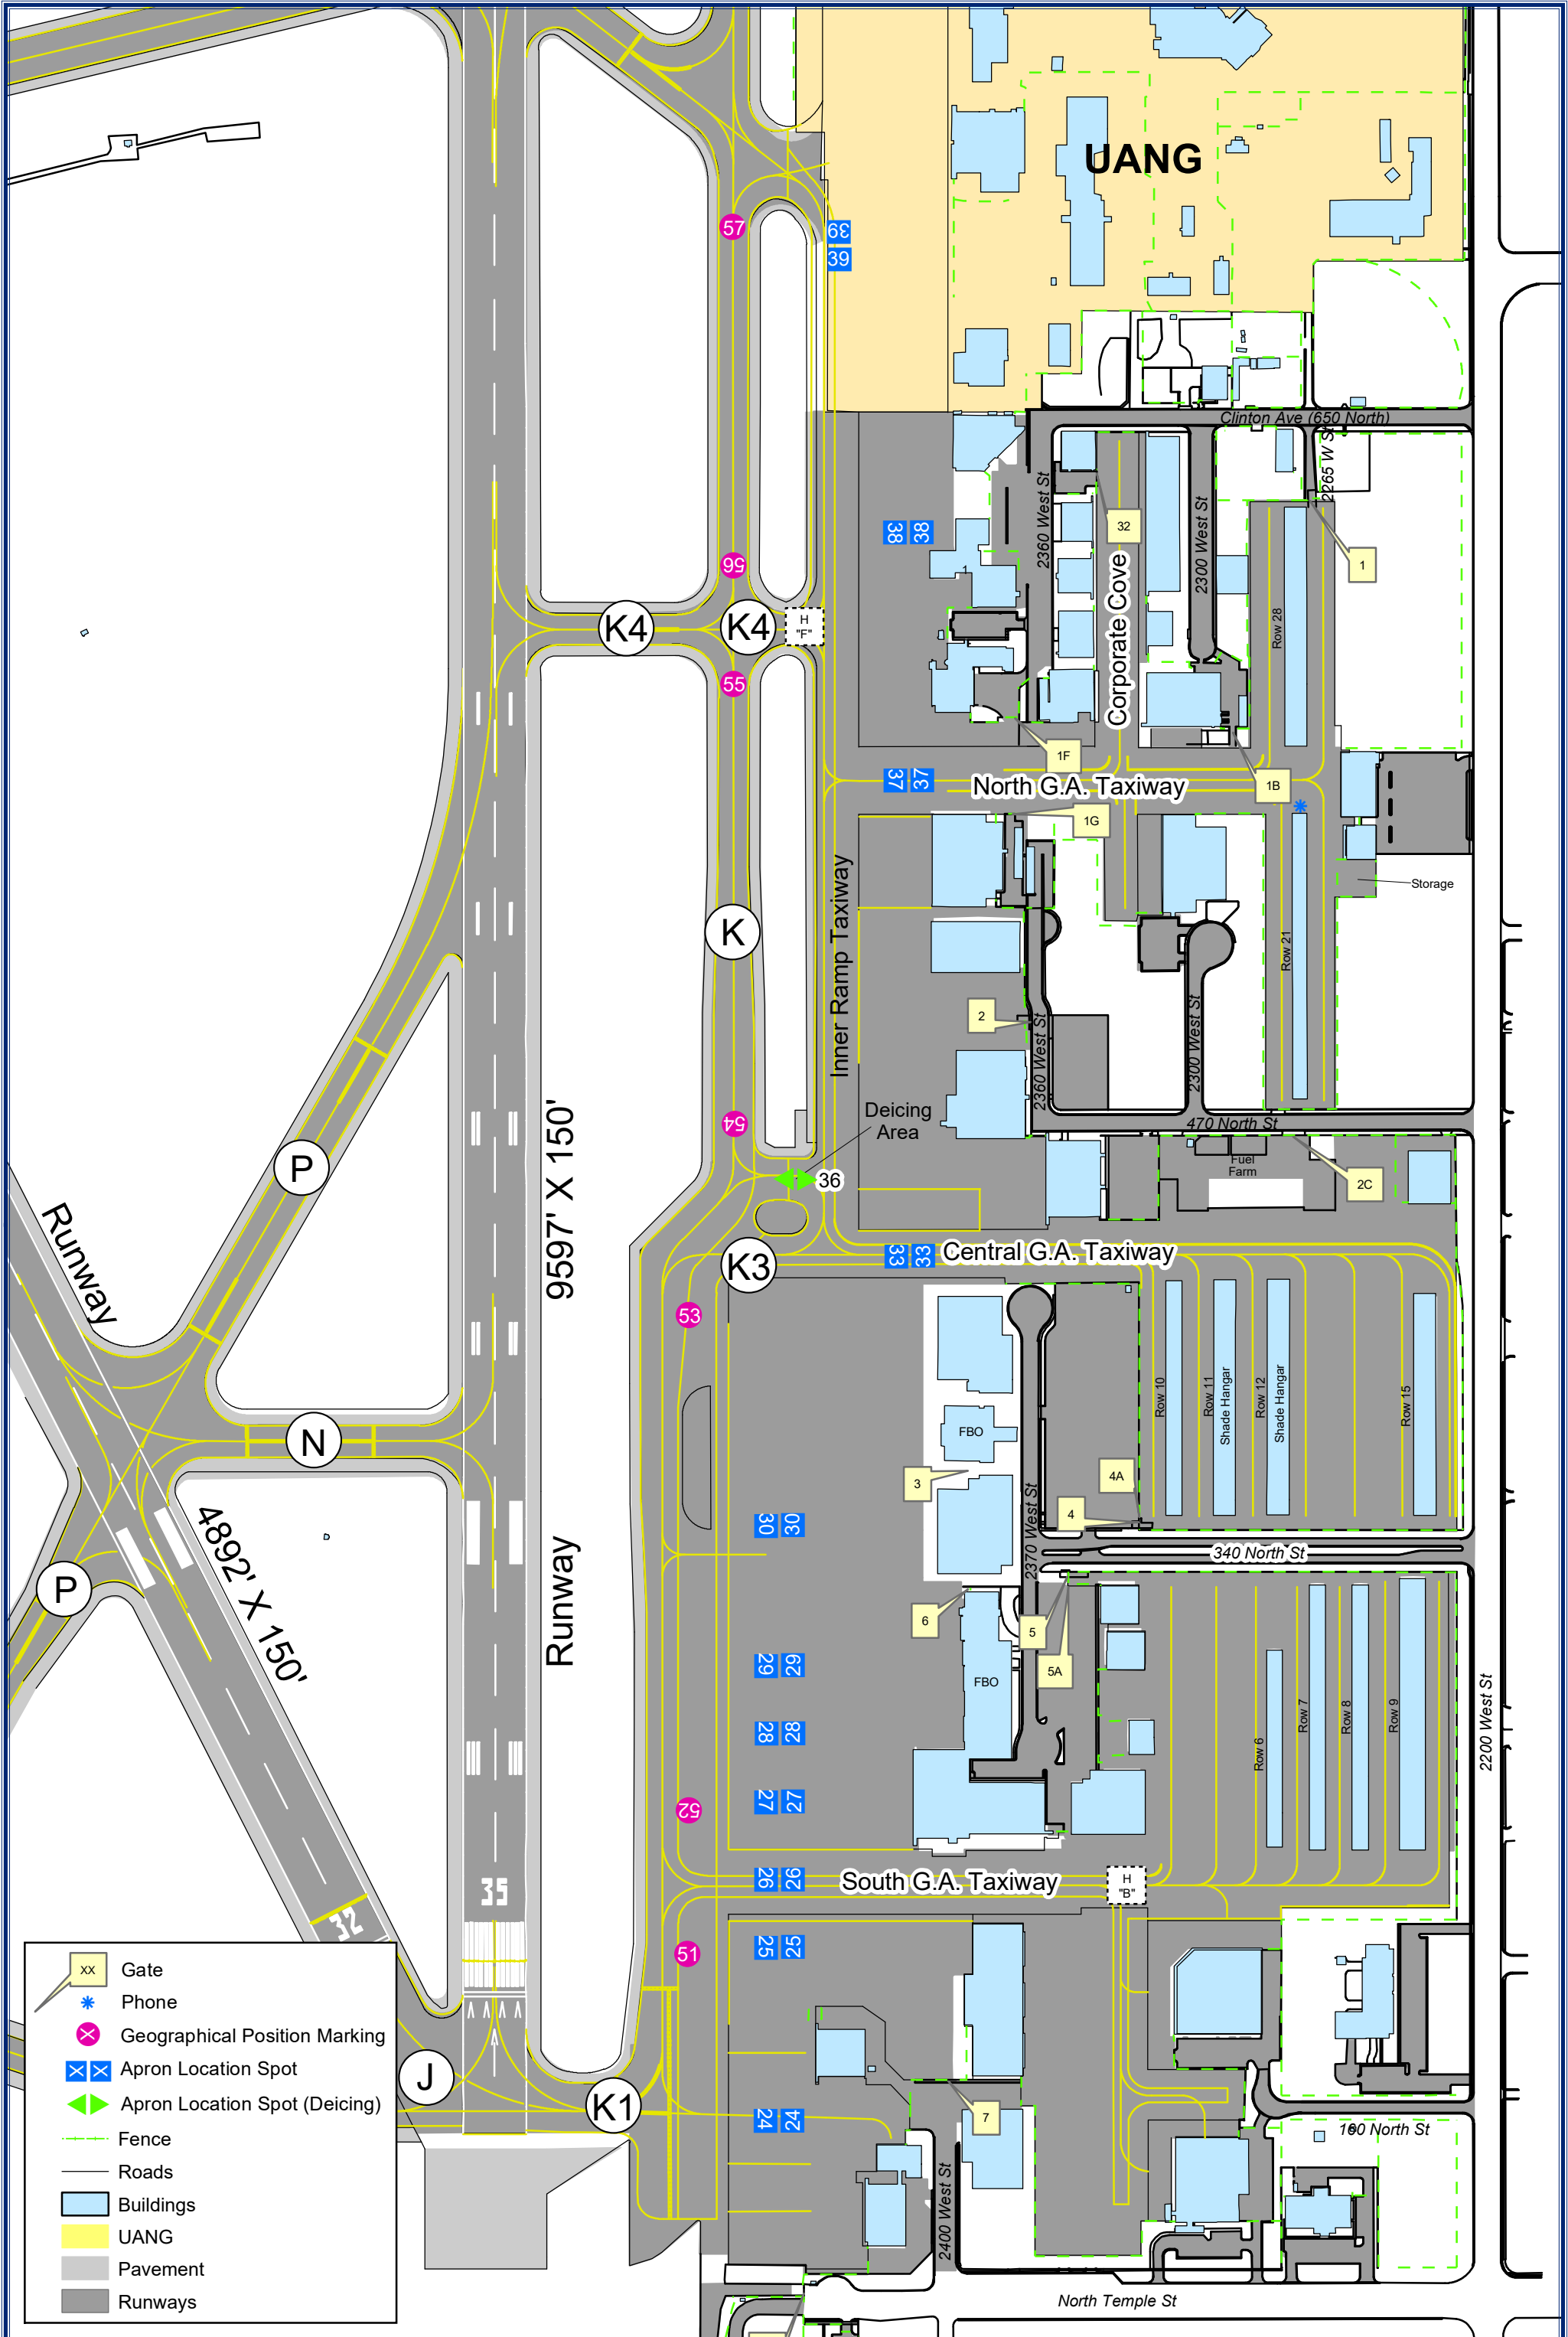 UANG
57
39
39
Clinton Ave (650 North)
2265 W St
2360 West St
32
38
38
2300 West St
1
1
56
Corporate Cove
Row 28
K4
K4
H
"F"
55
1F
37
37
North G.A. Taxiway
1B
1G
Storage
K
Inner Ramp Taxiway
Row 21
2
2360 West St
2300 West St
54
Deicing
Area
470 North St
Fuel
Farm
2C
P
36
Runway
9597' X 150'
K3
33
33
Central G.A. Taxiway
53
Row 10
Row 11
Shade Hangar
Row 12
Shade Hangar
Row 15
FBO
N
3
4A
4
2370 West St
30
30
4892' X 150'
Runway
340 North St
P
6
5
5A
29
29
FBO
28
28
Row 6
Row 7
Row 8
Row 9
2200 West St
27
27
52
26
26
South G.A. Taxiway
H
"B"
35
32
51
25
25
J
K1
24
24
7
160 North St
2400 West St
North Temple St
XX
Gate
Phone
X
Geographical Position Marking
X X
Apron Location Spot
Apron Location Spot (Deicing)
Fence
Roads
Buildings
UANG
Pavement
Runways